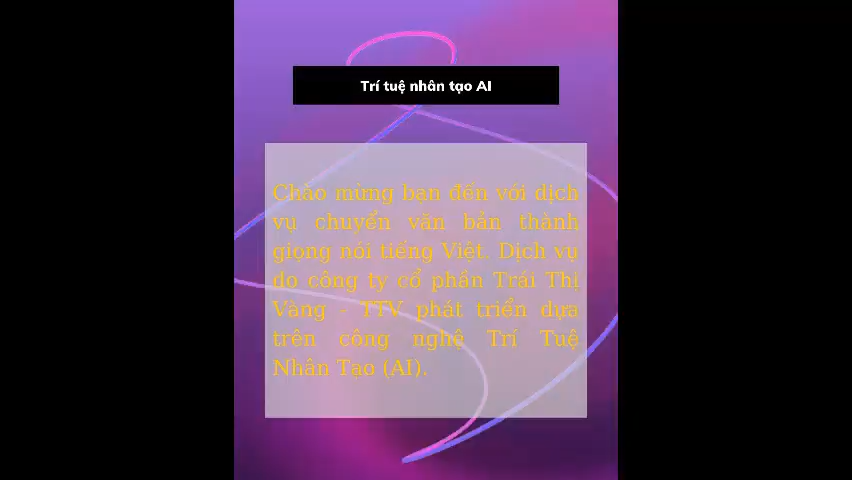 Trí tuệ nhân tạo AI
Chào mừng bạn đến với dịch
vụ chuyển văn bản thành
giọng nói tiếng Việt. Dịch vụ
do công ty cổ phần Trái Thị
Vàng - TTV phát triển dựa
trên công nghệ Trí Tuệ
Nhân Tạo (AI).